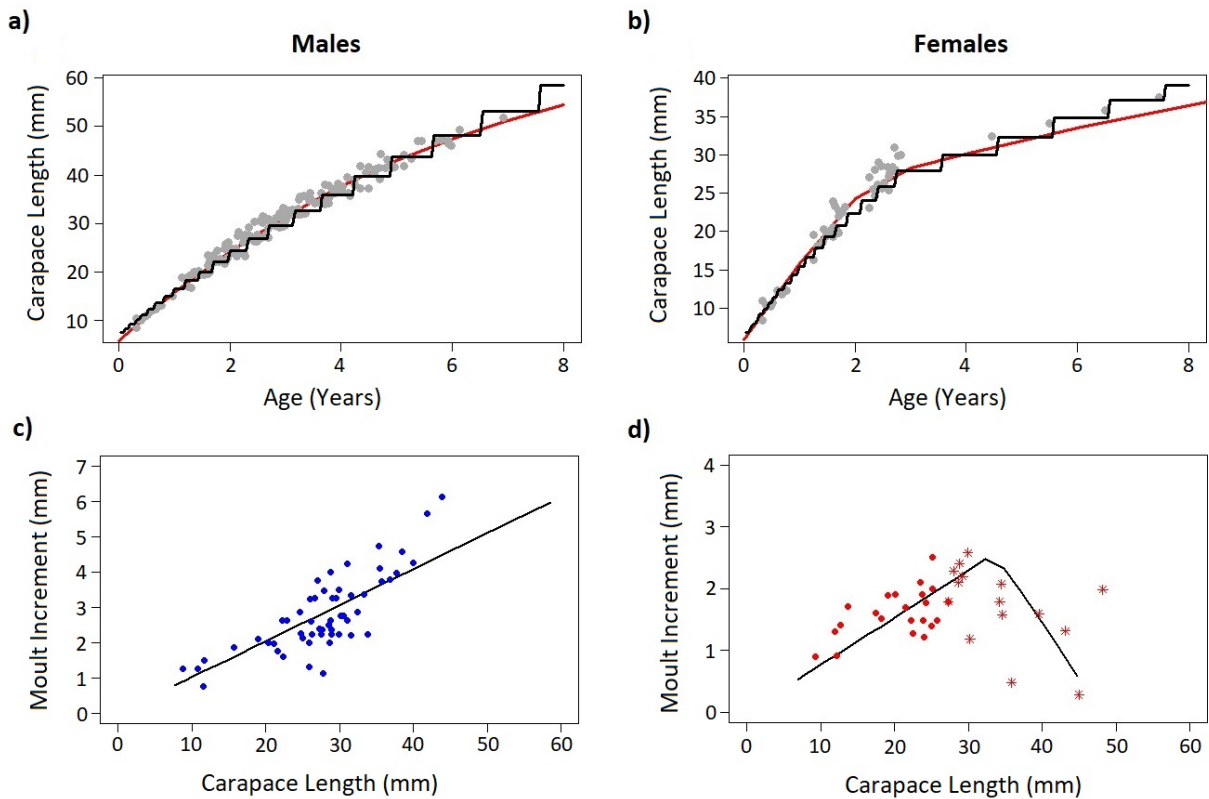 a)
Males
Carapace Length (mm)
60
50
40
30
20
10
0 2 4 6 8
Age (Years)
b)
Females
Carapace Length (mm)
40
35
30
25
20
15
10
0 2 4 6 8
Age (Years)
c)
Moult Increment (mm)
7
6
5
4
3
2
1
0
0 10 20 30 40 50 60
Carapace Length (mm)
d)
Moult Increment (mm)
4
3
2
1
0
0 10 20 30 40 50 60
Carapace Length (mm)